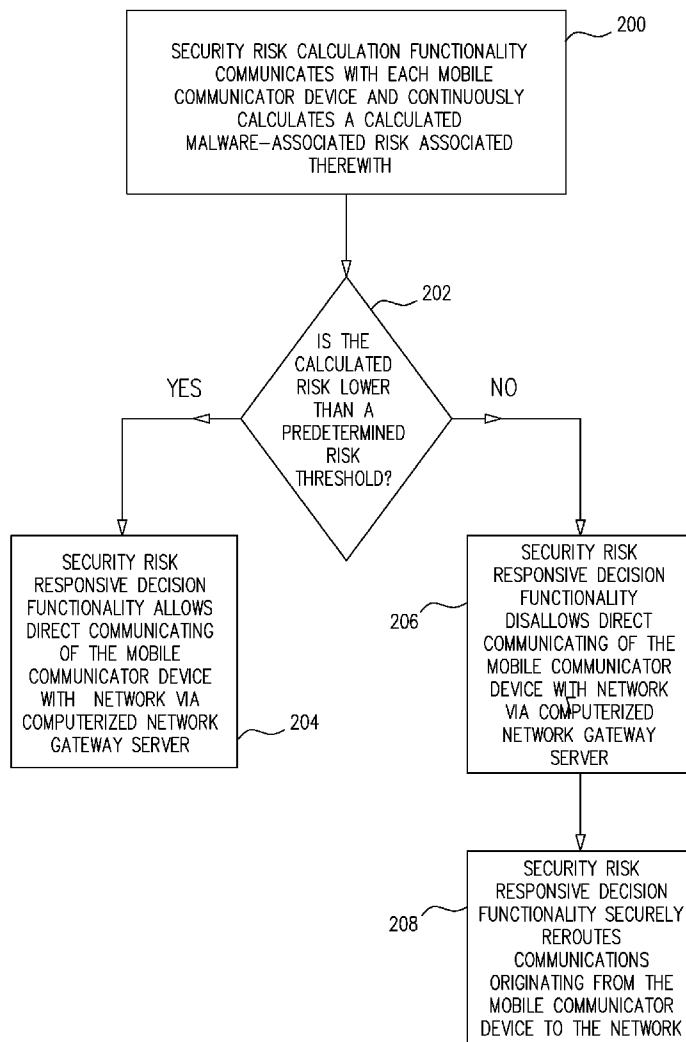 200
SECURITY RISK CALCULATION FUNCTIONALITY
COMMUNICATES WITH EACH MOBILE
COMMUNICATOR DEVICE AND CONTINUOUSLY
CALCULATES A CALCULATED
MALWARE-ASSOCIATED RISK ASSOCIATED
THEREWITH
202
IS THE
CALCULATED
RISK LOWER
THAN A
PREDETERMINED
RISK
THRESHOLD?
YES
NO
SECURITY RISK
RESPONSIVE DECISION
FUNCTIONALITY ALLOWS
DIRECT COMMUNICATING
OF THE MOBILE
COMMUNICATOR DEVICE
WITH NETWORK VIA
COMPUTERIZED NETWORK
GATEWAY SERVER
204
SECURITY RISK
RESPONSIVE DECISION
FUNCTIONALITY
DISALLOWS DIRECT
COMMUNICATING OF THE
MOBILE COMMUNICATOR
DEVICE WITH NETWORK
VIA COMPUTERIZED
NETWORK GATEWAY
SERVER
206
SECURITY RISK
RESPONSIVE DECISION
FUNCTIONALITY SECURELY
REROUTES
COMMUNICATIONS
ORIGINATING FROM THE
MOBILE COMMUNICATOR
DEVICE TO THE NETWORK
208